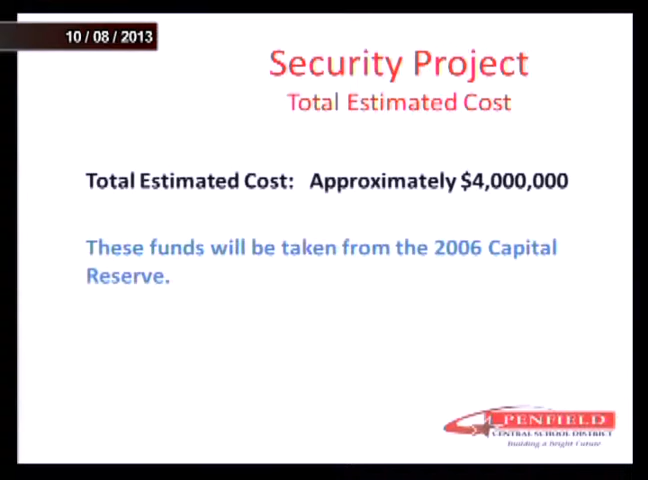 10 / 08 / 2013
Security Project
Total Estimated Cost
Total Estimated Cost:   Approximately $4,000,000
These funds will be taken from the 2006 Capital
Reserve.
PENFIELD
CENTRAL SCHOOL DISTRICT
Building a Bright Future